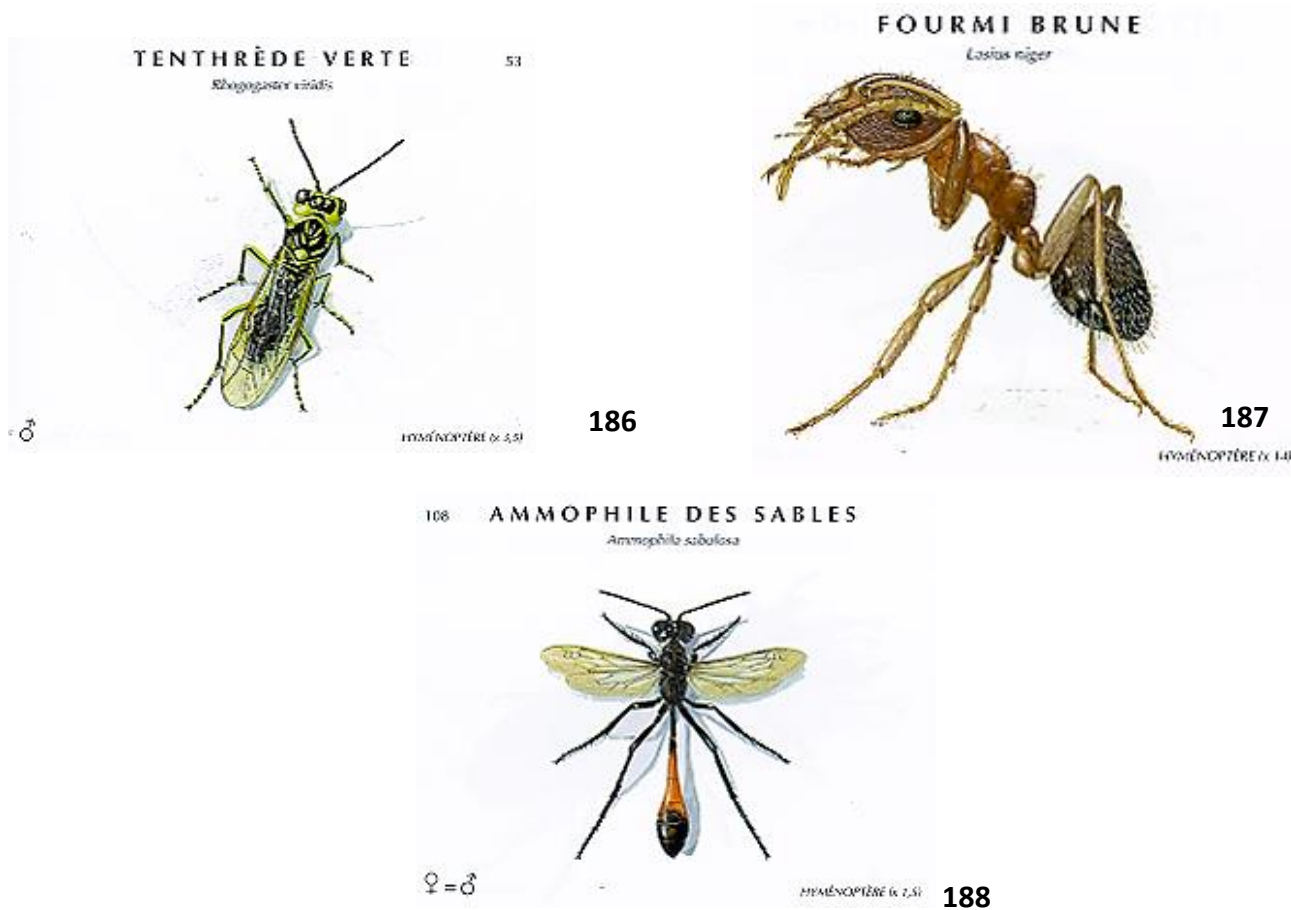 TENTHRÈDE VERTE 53
Rhogogaster viridis
♂
HYMÉNOPTÈRE (x 3,5)
186
FOURMI BRUNE
Lasius niger
187
HYMÉNOPTÈRE (x 14)
108 AMMOPHILE DES SABLES
Ammophila sabulosa
♀=♂
HYMÉNOPTÈRE (x 1,5)
188